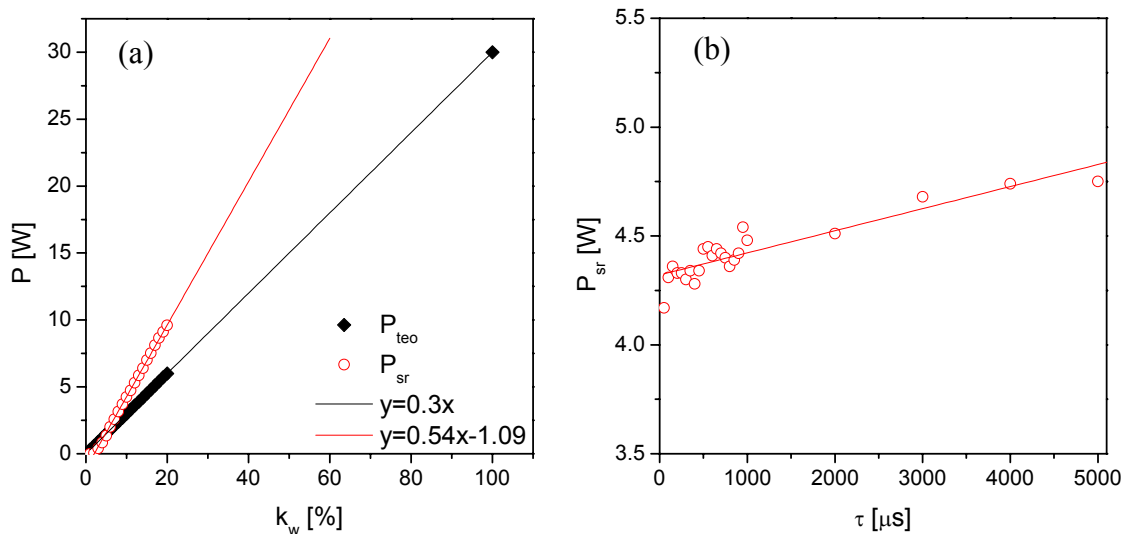 (a)
P [W]
30
25
20
15
10
5
0
P_teo
P_sr
y=0.3x
y=0.54x-1.09
0 20 40 60 80 100
k_w [%]
(b)
P_sr [W]
5.5
5.0
4.5
4.0
3.5
0 1000 2000 3000 4000 5000
τ [μs]